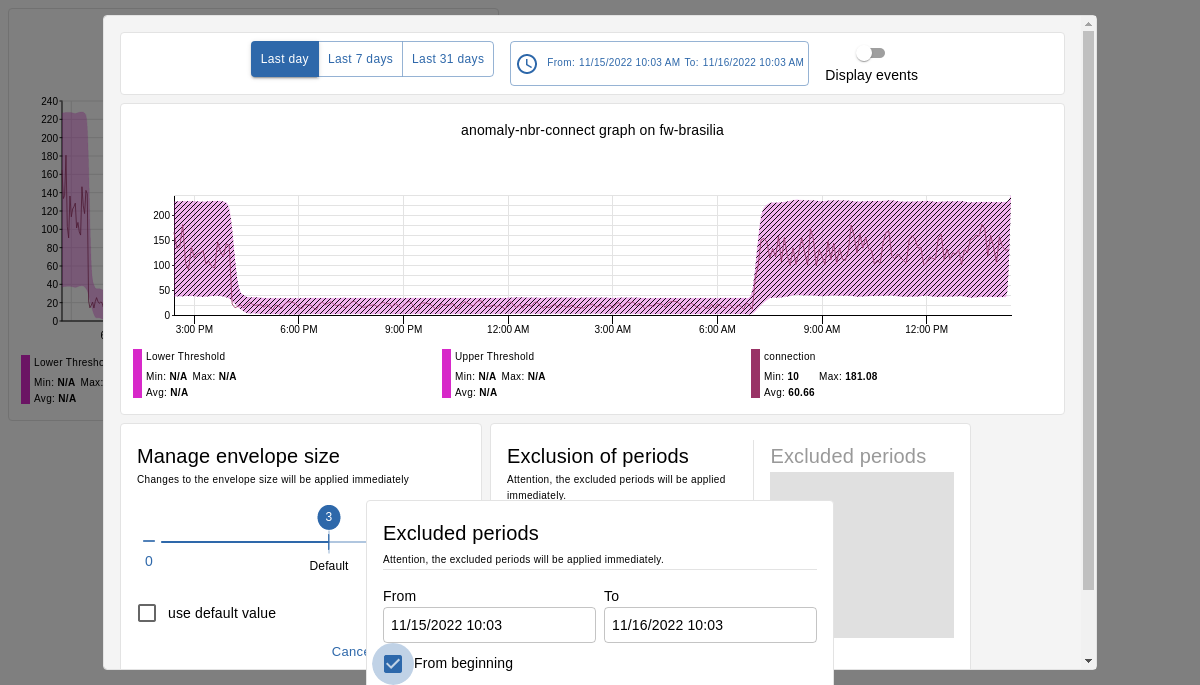 Last day
Last 7 days
Last 31 days
From: 11/15/2022 10:03 AM To: 11/16/2022 10:03 AM
Display events
anomaly-nbr-connect graph on fw-brasilia
200
150
100
50
0
3:00 PM
6:00 PM
9:00 PM
12:00 AM
3:00 AM
6:00 AM
9:00 AM
12:00 PM
Lower Threshold
Min: N/A Max: N/A
Avg: N/A
Upper Threshold
Min: N/A Max: N/A
Avg: N/A
connection
Min: 10 Max: 181.08
Avg: 60.66
240
220
200
180
160
140
120
100
80
60
40
20
0
6
Lower Thresho
Min: N/A Max:
Avg: N/A
Manage envelope size
Changes to the envelope size will be applied immediately
3
0
Default
use default value
Cance
Exclusion of periods
Attention, the excluded periods will be applied
immediately.
Excluded periods
Excluded periods
Attention, the excluded periods will be applied immediately.
From
To
11/15/2022 10:03
11/16/2022 10:03
From beginning